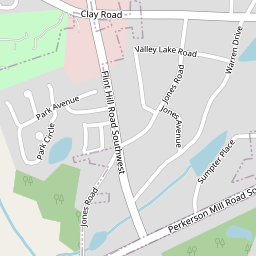 Clay Road
Valley Lake Road
Warren Drive
Jones Road
Flint Hill Road Southwest
Park Avenue
Jones Avenue
Park Circle
Sumpter Place
Jones Road
Perkerson Mill Road So